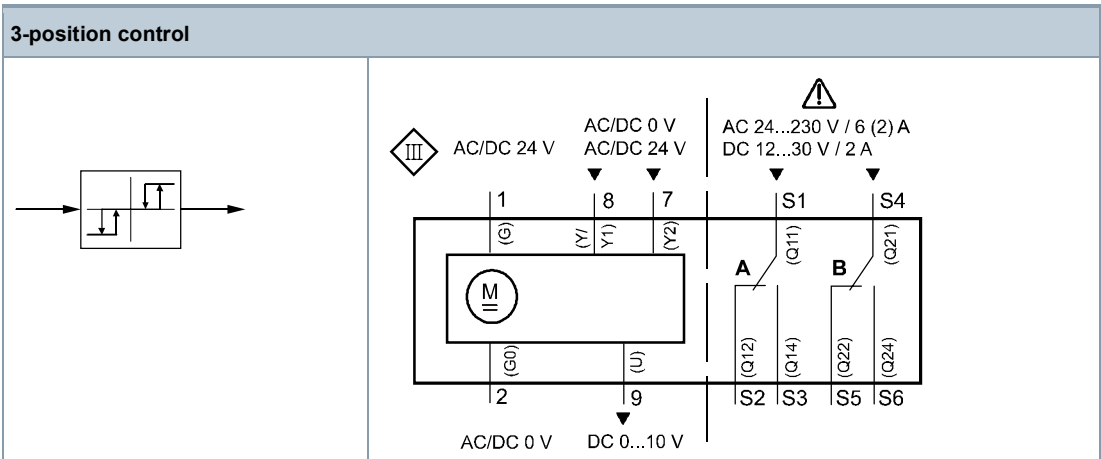 3-position control
III
AC/DC 24 V
AC/DC 0 V
AC/DC 24 V
AC 24...230 V / 6 (2) A
DC 12...30 V / 2 A
1
8
7
S1
S4
(G)
(Y/
Y1)
(Y2)
(Q11)
(Q21)
A
B
M
(G0)
(U)
(Q12)
(Q14)
(Q22)
(Q24)
2
9
S2
S3
S5
S6
AC/DC 0 V
DC 0...10 V